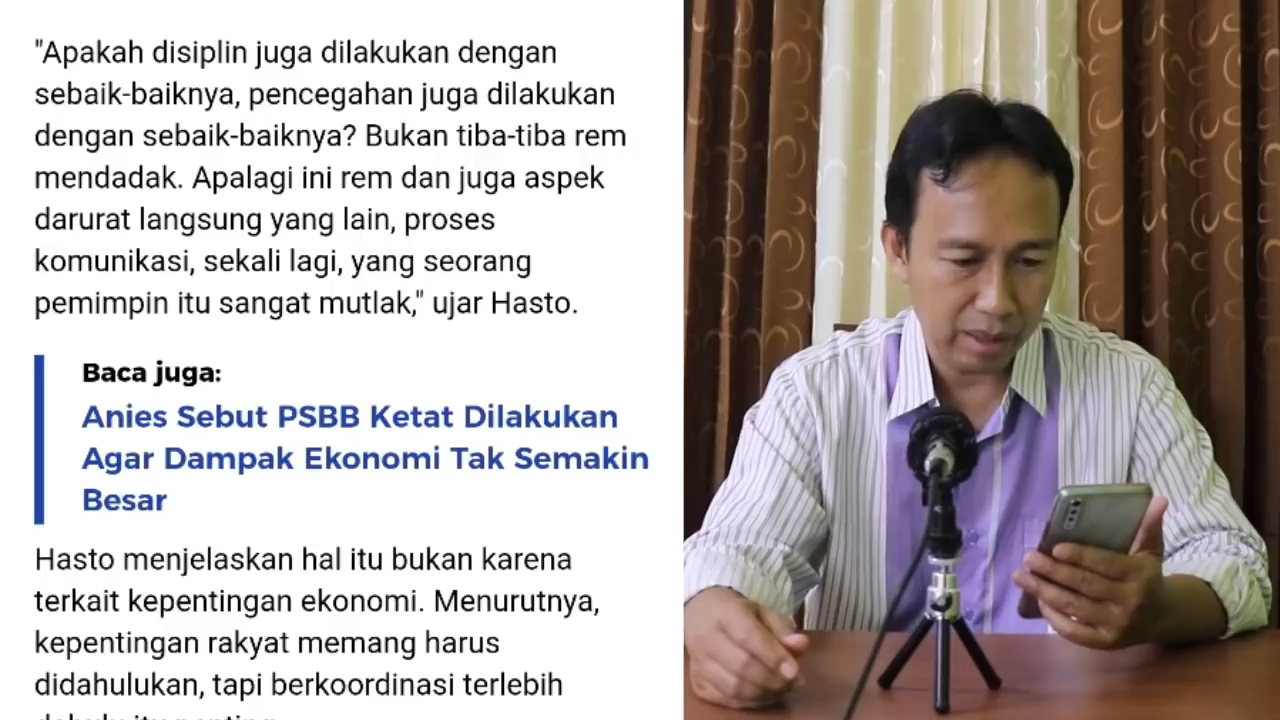 "Apakah disiplin juga dilakukan dengan
sebaik-baiknya, pencegahan juga dilakukan
dengan sebaik-baiknya? Bukan tiba-tiba rem
mendadak. Apalagi ini rem dan juga aspek
darurat langsung yang lain, proses
komunikasi, sekali lagi, yang seorang
pemimpin itu sangat mutlak," ujar Hasto.
Baca juga:
Anies Sebut PSBB Ketat Dilakukan
Agar Dampak Ekonomi Tak Semakin
Besar
Hasto menjelaskan hal itu bukan karena
terkait kepentingan ekonomi. Menurutnya,
kepentingan rakyat memang harus
didahulukan, tapi berkoordinasi terlebih